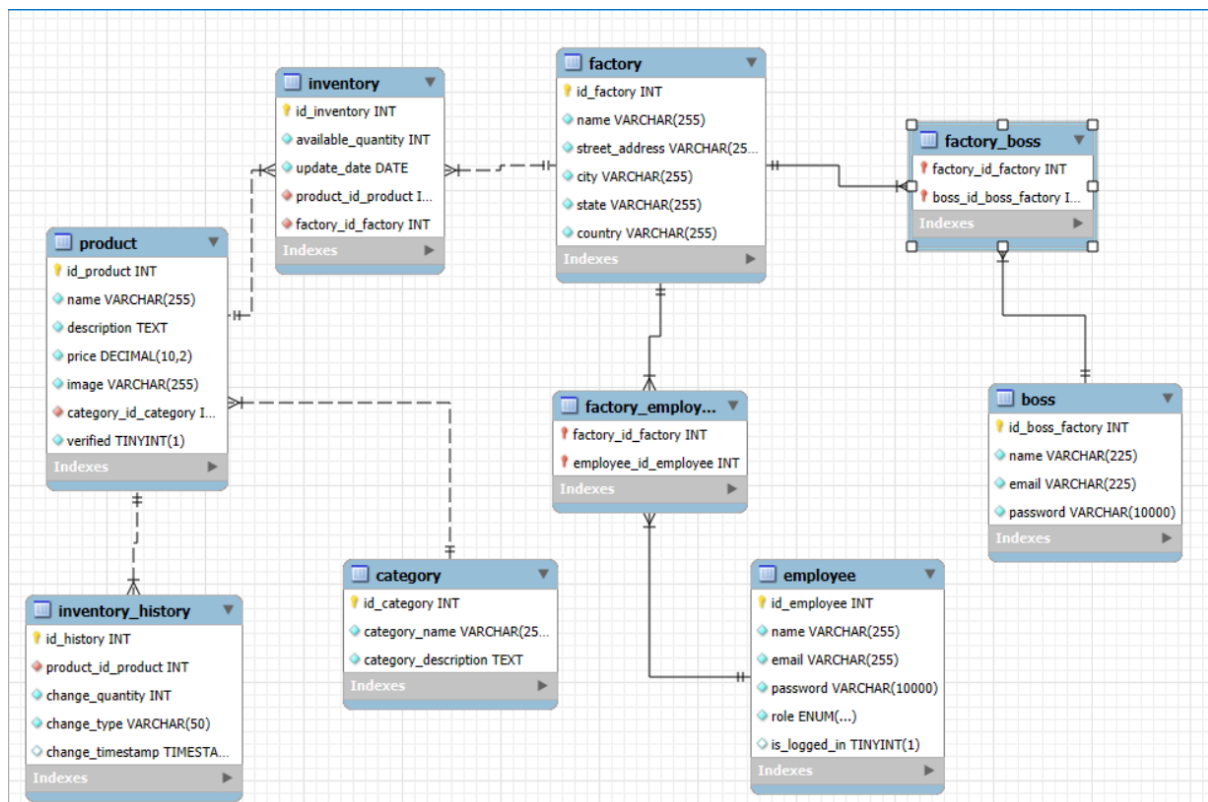 inventory
id_inventory INT
available_quantity INT
update_date DATE
product_id_product I...
factory_id_factory INT
Indexes
factory
id_factory INT
name VARCHAR(255)
street_address VARCHAR(25...
city VARCHAR(255)
state VARCHAR(255)
country VARCHAR(255)
Indexes
factory_boss
factory_id_factory INT
boss_id_boss_factory I...
Indexes
product
id_product INT
name VARCHAR(255)
description TEXT
price DECIMAL(10,2)
image VARCHAR(255)
category_id_category I...
verified TINYINT(1)
Indexes
factory_employ...
factory_id_factory INT
employee_id_employee INT
Indexes
boss
id_boss_factory INT
name VARCHAR(225)
email VARCHAR(225)
password VARCHAR(10000)
Indexes
inventory_history
id_history INT
product_id_product INT
change_quantity INT
change_type VARCHAR(50)
change_timestamp TIMESTA...
Indexes
category
id_category INT
category_name VARCHAR(25...
category_description TEXT
Indexes
employee
id_employee INT
name VARCHAR(255)
email VARCHAR(255)
password VARCHAR(10000)
role ENUM(...)
is_logged_in TINYINT(1)
Indexes